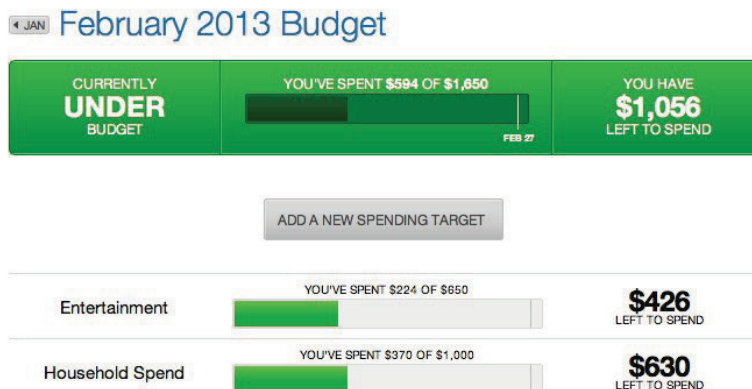 ◀ JAN February 2013 Budget
CURRENTLY
UNDER
BUDGET
YOU'VE SPENT $594 OF $1,650
FEB 27
YOU HAVE
$1,056
LEFT TO SPEND
ADD A NEW SPENDING TARGET
Entertainment
YOU'VE SPENT $224 OF $650
$426
LEFT TO SPEND
Household Spend
YOU'VE SPENT $370 OF $1,000
$630
LEFT TO SPEND